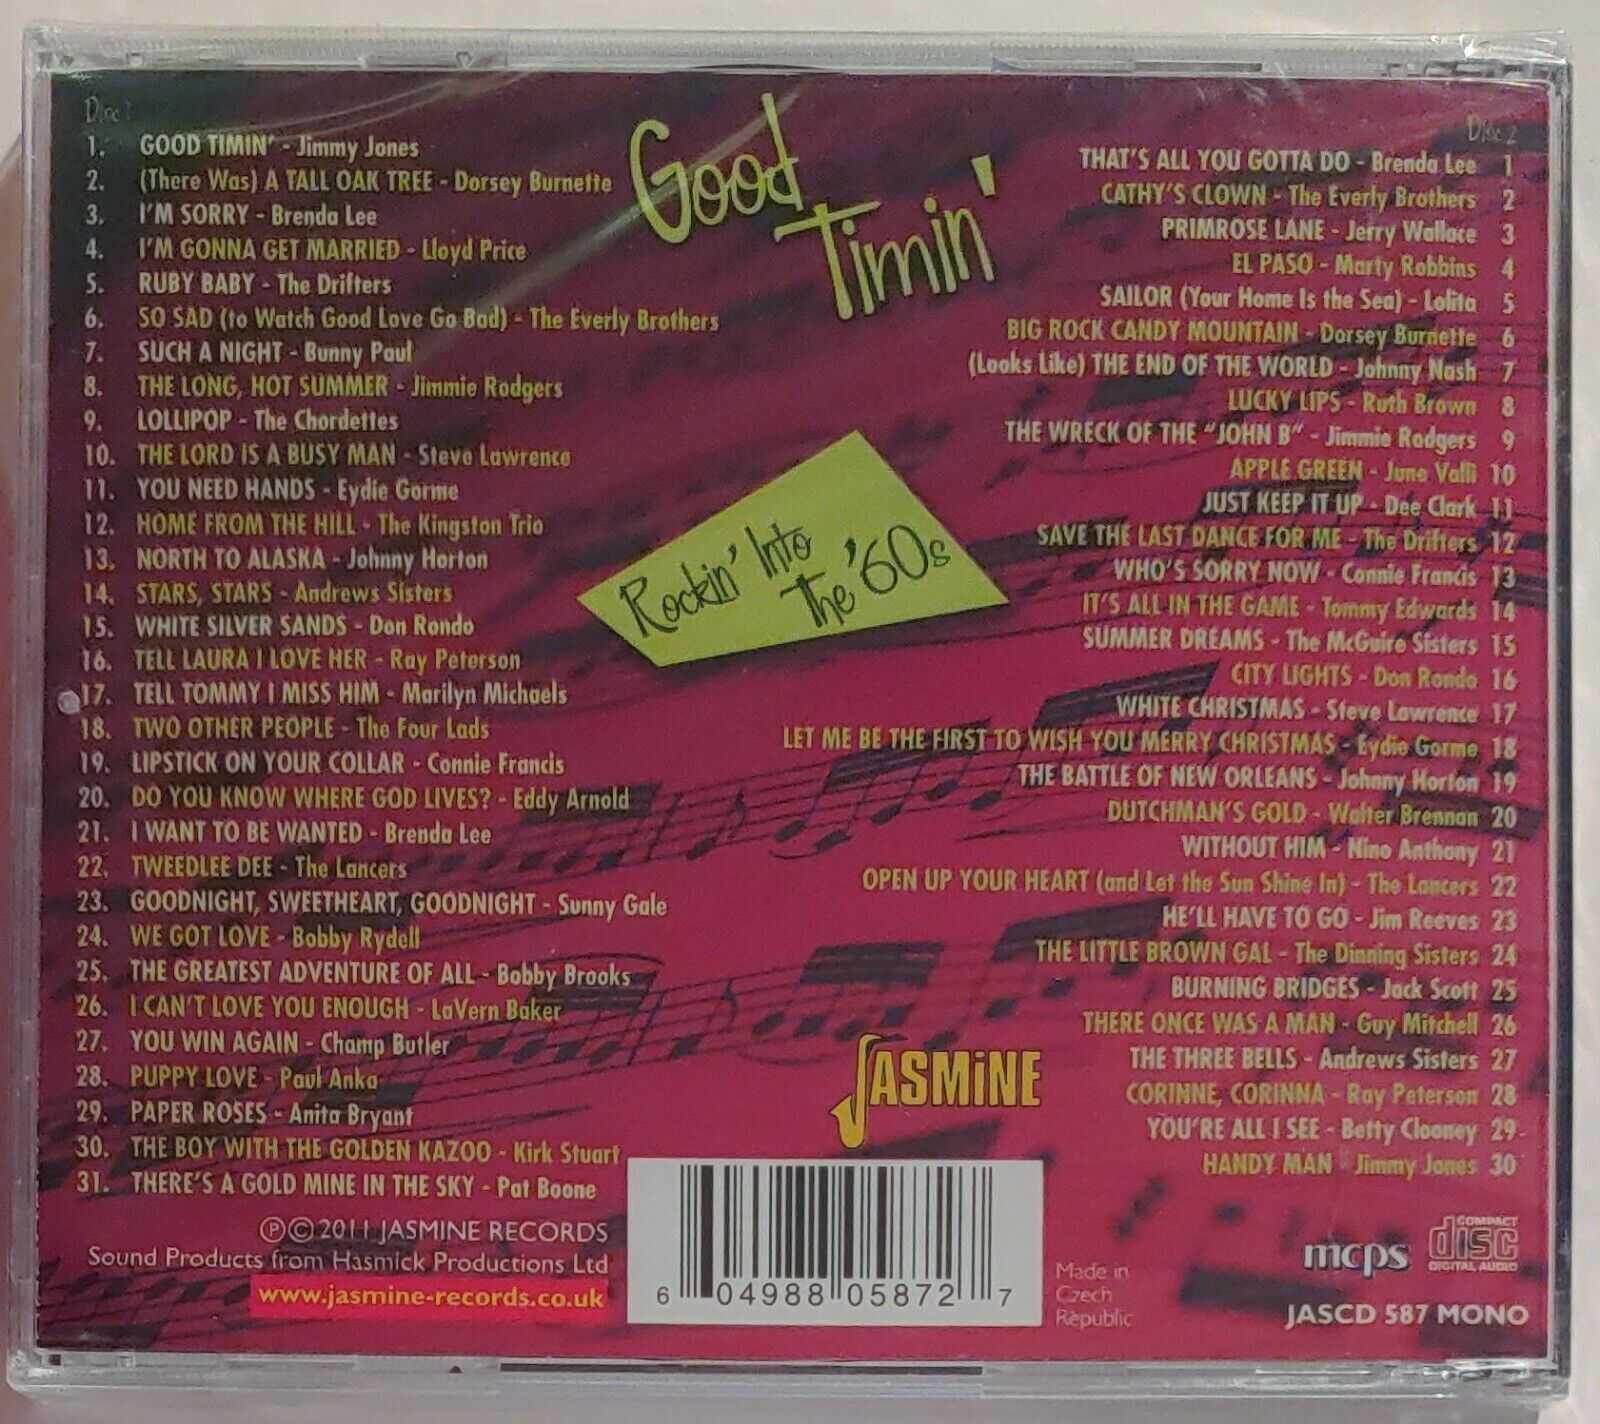 Disc 1
1. GOOD TIMIN' - Jimmy Jones
2. (There Was) A TALL OAK TREE - Dorsey Burnette
3. I'M SORRY - Brenda Lee
4. I'M GONNA GET MARRIED - Lloyd Price
5. RUBY BABY - The Drifters
6. SO SAD (to Watch Good Love Go Bad) - The Everly Brothers
7. SUCH A NIGHT - Bunny Paul
8. THE LONG, HOT SUMMER - Jimmie Rodgers
9. LOLLIPOP - The Chordettes
10. THE LORD IS A BUSY MAN - Steve Lawrence
11. YOU NEED HANDS - Eydie Gorme
12. HOME FROM THE HILL - The Kingston Trio
13. NORTH TO ALASKA - Johnny Horton
14. STARS, STARS - Andrews Sisters
15. WHITE SILVER SANDS - Don Rondo
16. TELL LAURA I LOVE HER - Ray Peterson
17. TELL TOMMY I MISS HIM - Marilyn Michaels
18. TWO OTHER PEOPLE - The Four Lads
19. LIPSTICK ON YOUR COLLAR - Connie Francis
20. DO YOU KNOW WHERE GOD LIVES? - Eddy Arnold
21. I WANT TO BE WANTED - Brenda Lee
22. TWEEDLEE DEE - The Lancers
23. GOODNIGHT, SWEETHEART, GOODNIGHT - Sunny Gale
24. WE GOT LOVE - Bobby Rydell
25. THE GREATEST ADVENTURE OF ALL - Bobby Brooks
26. I CAN'T LOVE YOU ENOUGH - LaVern Baker
27. YOU WIN AGAIN - Champ Butler
28. PUPPY LOVE - Paul Anka
29. PAPER ROSES - Anita Bryant
30. THE BOY WITH THE GOLDEN KAZOO - Kirk Stuart
31. THERE'S A GOLD MINE IN THE SKY - Pat Boone
Good
Timin'
Rockin' Into
The '60s
Disc 2
THAT'S ALL YOU GOTTA DO - Brenda Lee 1
CATHY'S CLOWN - The Everly Brothers 2
PRIMROSE LANE - Jerry Wallace 3
EL PASO - Marty Robbins 4
SAILOR (Your Home Is the Sea) - Lolita 5
BIG ROCK CANDY MOUNTAIN - Dorsey Burnette 6
(Looks Like) THE END OF THE WORLD - Johnny Nash 7
LUCKY LIPS - Ruth Brown 8
THE WRECK OF THE "JOHN B" - Jimmie Rodgers 9
APPLE GREEN - June Valli 10
JUST KEEP IT UP - Dee Clark 11
SAVE THE LAST DANCE FOR ME - The Drifters 12
WHO'S SORRY NOW - Connie Francis 13
IT'S ALL IN THE GAME - Tommy Edwards 14
SUMMER DREAMS - The McGuire Sisters 15
CITY LIGHTS - Don Rondo 16
WHITE CHRISTMAS - Steve Lawrence 17
LET ME BE THE FIRST TO WISH YOU MERRY CHRISTMAS - Eydie Gorme 18
THE BATTLE OF NEW ORLEANS - Johnny Horton 19
DUTCHMAN'S GOLD - Walter Brennan 20
WITHOUT HIM - Nino Anthony 21
OPEN UP YOUR HEART (and Let the Sun Shine In) - The Lancers 22
HE'LL HAVE TO GO - Jim Reeves 23
THE LITTLE BROWN GAL - The Dinning Sisters 24
BURNING BRIDGES - Jack Scott 25
THERE ONCE WAS A MAN - Guy Mitchell 26
THE THREE BELLS - Andrews Sisters 27
CORINNE, CORINNA - Ray Peterson 28
YOU'RE ALL I SEE - Betty Clooney 29
HANDY MAN - Jimmy Jones 30
JASMiNE
℗© 2011 JASMINE RECORDS
Sound Products from Hasmick Productions Ltd
www.jasmine-records.co.uk
6 04988 05872 7
Made in
Czech
Republic
mcps
COMPACT
disc
DIGITAL AUDIO
JASCD 587 MONO